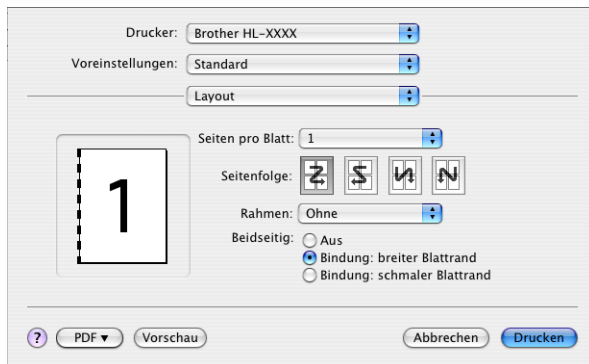 Drucker: Brother HL-XXXX
Voreinstellungen: Standard
Layout
Seiten pro Blatt: 1
1
Seitenfolge:
Rahmen: Ohne
Beidseitig: Aus
Bindung: breiter Blattrand
Bindung: schmaler Blattrand
? PDF ▼ Vorschau Abbrechen Drucken